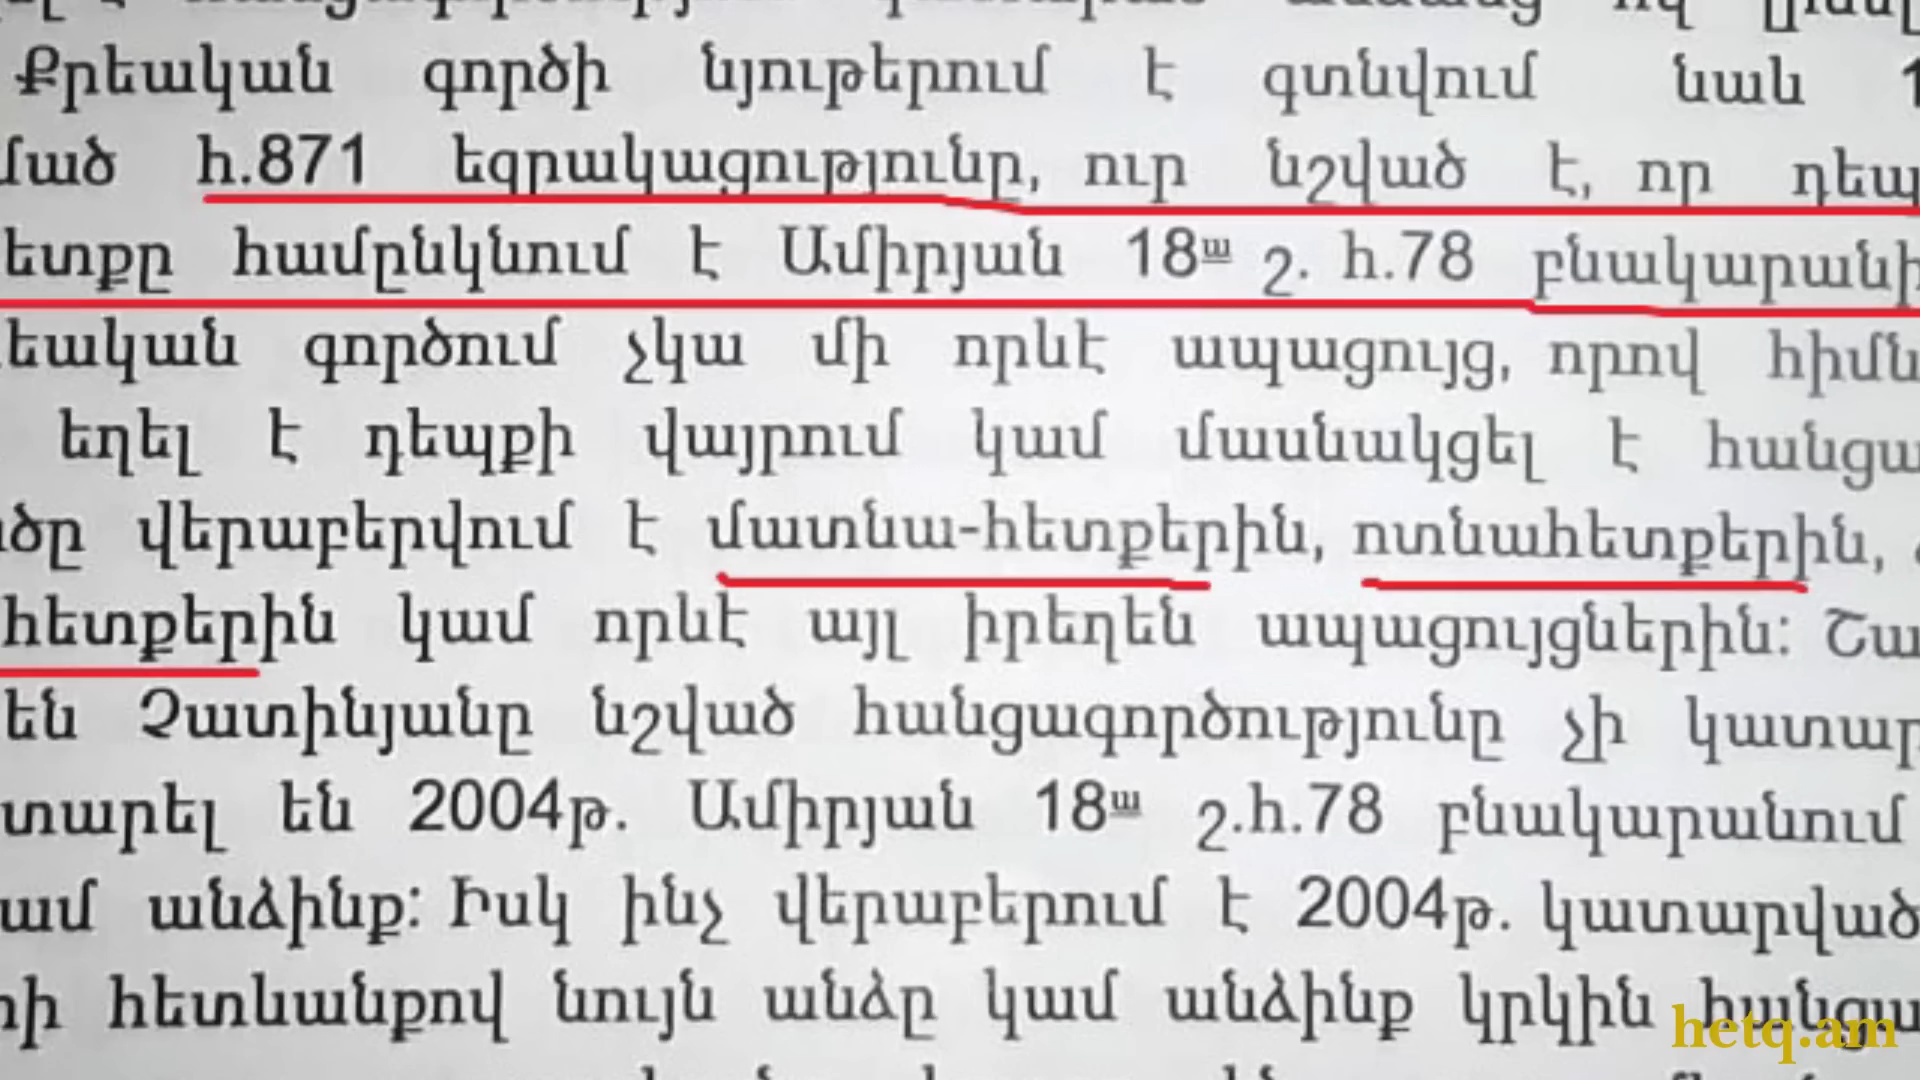 Քրեական գործի նյութերում է գտնվում նաև 1
մած հ.871 եզրակացությունը, ուր նշված է, որ դեպ
ետքը համընկնում է Ամիրյան 18ա շ. հ.78 բնակարանի
եական գործում չկա մի որևէ ապացույց, որով հիմն
եղել է դեպքի վայրում կամ մասնակցել է հանցա
ծը վերաբերվում է մատնա-հետքերին, ոտնահետքերին,
հետքերին կամ որևէ այլ իրեղեն ապացույցներին: Շա
են Չատինյանը նշված հանցագործությունը չի կատար
տարել են 2004թ. Ամիրյան 18ա շ.հ.78 բնակարանում
ամ անձինք: Իսկ ինչ վերաբերում է 2004թ. կատարված
ի հետևանքով նույն անձը կամ անձինք կրկին հանցա
hetq.am